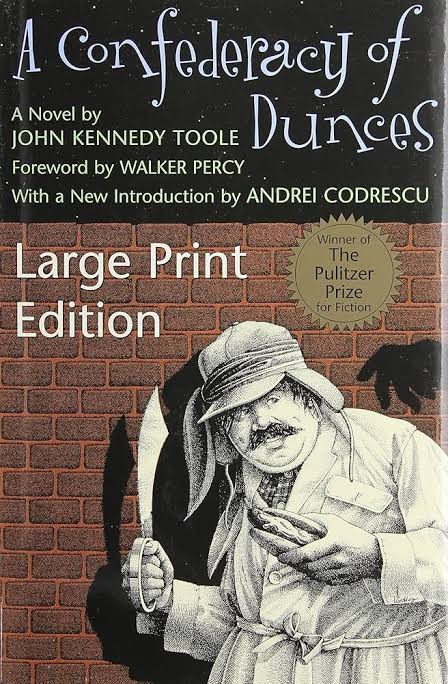 A Confederacy of
Dunces
A Novel by
JOHN KENNEDY TOOLE
Foreword by WALKER PERCY
With a New Introduction by ANDREI CODRESCU
Large Print
Edition
Winner of
The
Pulitzer
Prize
for Fiction